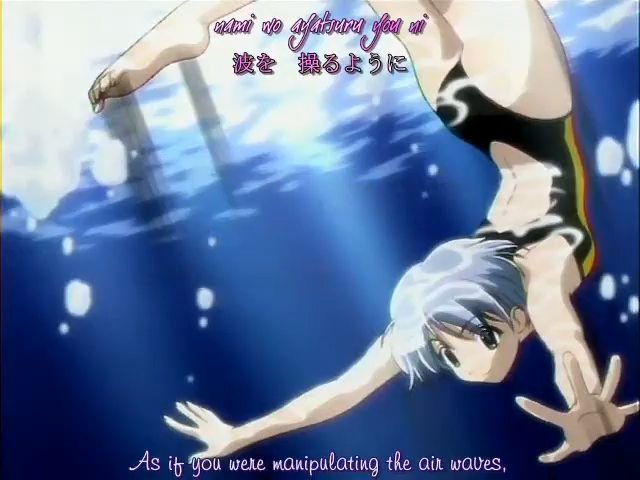 nami wo ayatsuru you ni
波を 操るように
As if you were manipulating the air waves,